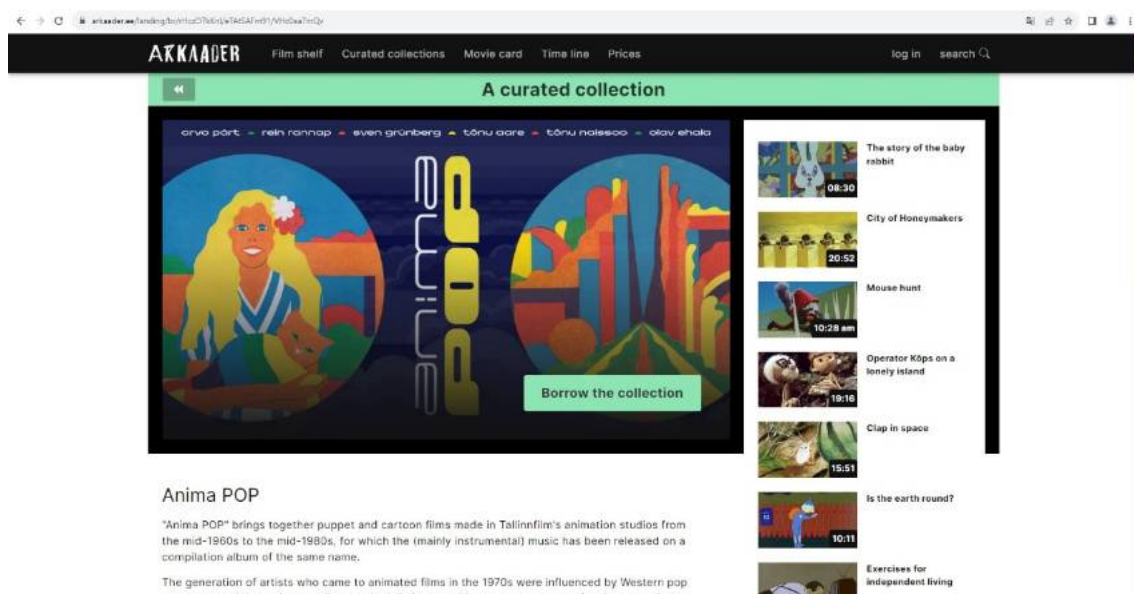 ARKAADER
Film shelf
Curated collections
Movie card
Time line
Prices
log in
search
A curated collection
arvo pärt
rein rannap
sven grünberg
tõnu aare
tõnu naissoo
olav ehala
anima
POP
Borrow the collection
The story of the baby
rabbit
08:30
City of Honeymakers
20:52
Mouse hunt
10:28 am
Operator Kõps on a
lonely island
19:16
Clap in space
15:51
Is the earth round?
10:11
Exercises for
independent living
Anima POP
"Anima POP" brings together puppet and cartoon films made in Tallinnfilm's animation studios from
the mid-1960s to the mid-1980s, for which the (mainly instrumental) music has been released on a
compilation album of the same name.
The generation of artists who came to animated films in the 1970s were influenced by Western pop